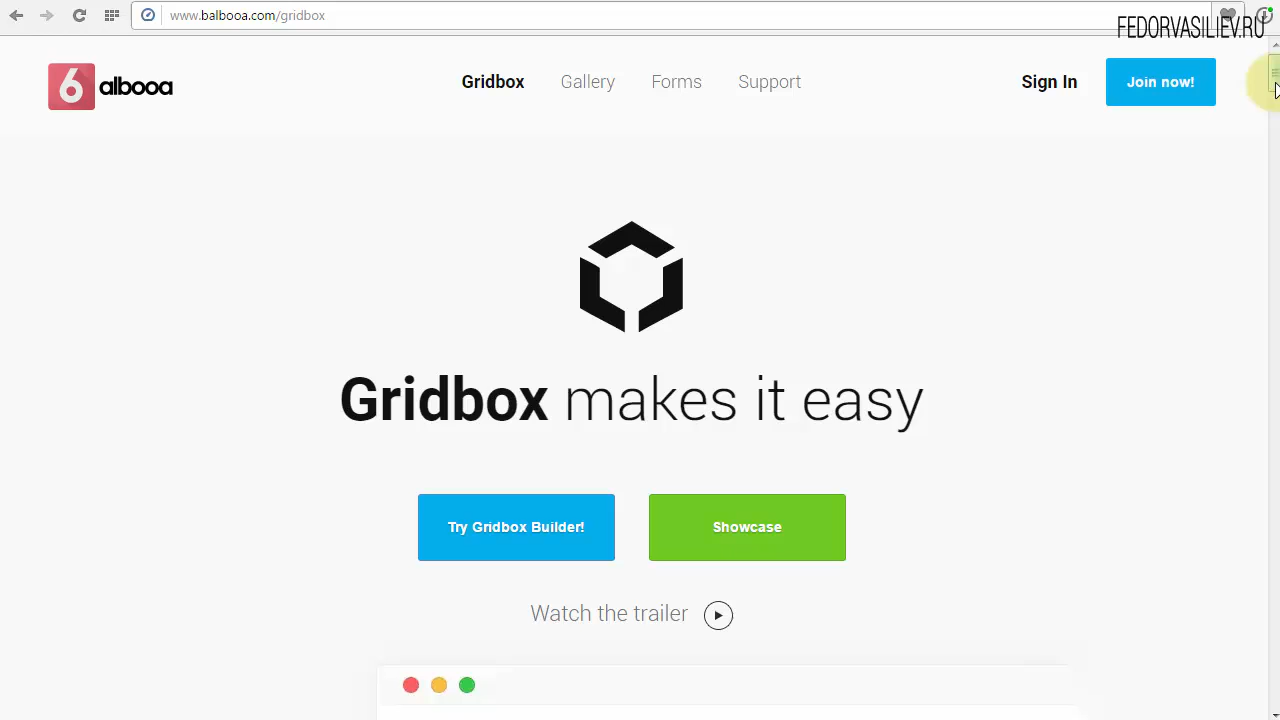 www.balbooa.com/gridbox
FEDORVASILIEV.RU
6 albooa
Gridbox
Gallery
Forms
Support
Sign In
Join now!
Gridbox makes it easy
Try Gridbox Builder!
Showcase
Watch the trailer